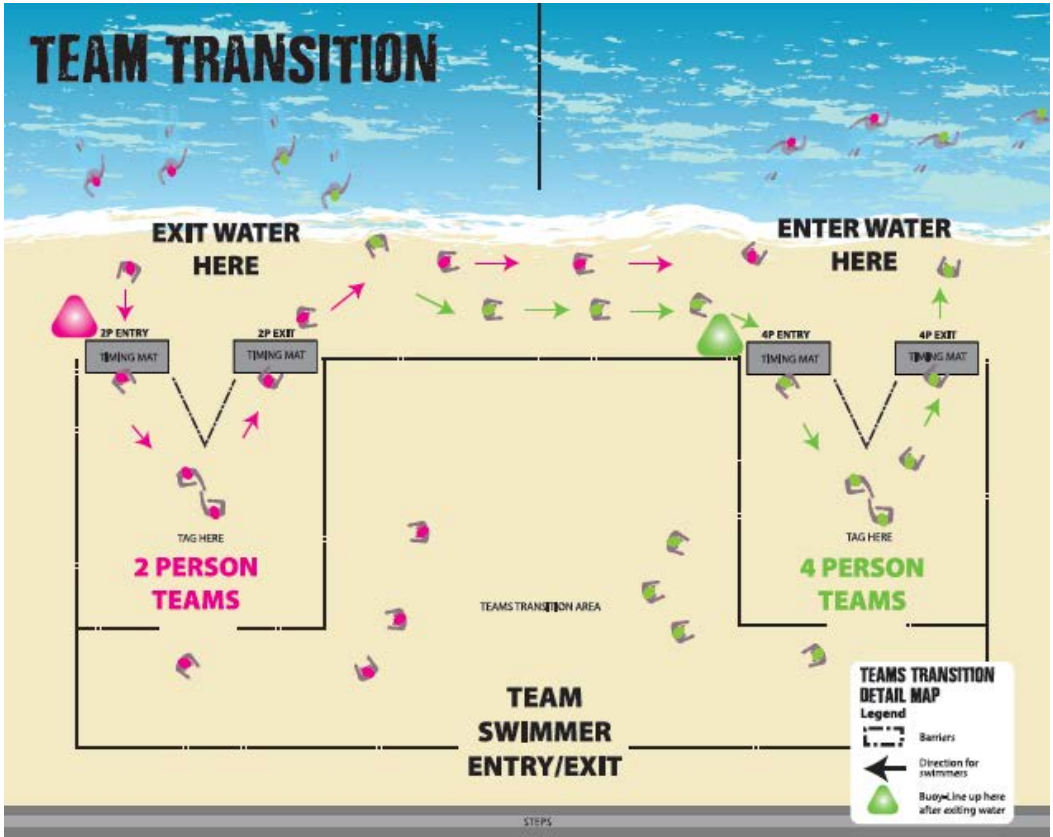 TEAM TRANSITION
EXIT WATER
HERE
ENTER WATER
HERE
2P ENTRY
TIMING MAT
2P EXIT
TIMING MAT
4P ENTRY
TIMING MAT
4P EXIT
TIMING MAT
TAG HERE
2 PERSON
TEAMS
TAG HERE
4 PERSON
TEAMS
TEAMS TRANSITION AREA
TEAM
SWIMMER
ENTRY/EXIT
TEAMS TRANSITION
DETAIL MAP
Legend
Barriers
Direction for
swimmers
Buoy-Line up here
after exiting water
STEPS